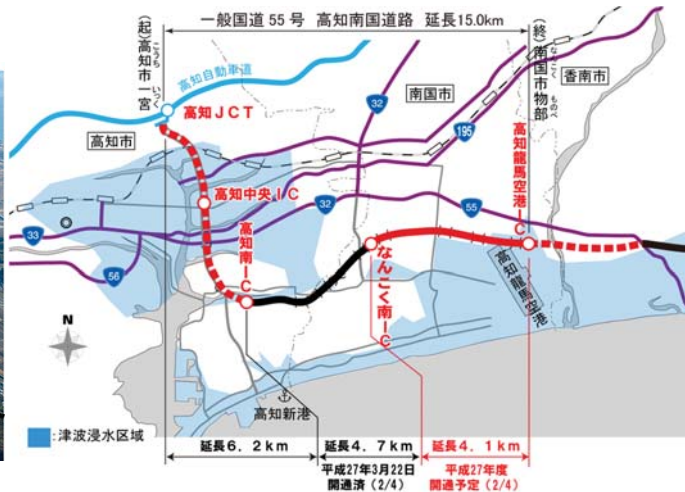 一般国道55号 高知南国道路 延長15.0km
(起)高知市一宮
こうち いっく
(終)南国市物部
なんこく ものべ
高知自動車道
高知JCT
高知市
南国市
香南市
32
195
高知中央IC
高知南IC
なんこく南IC
高知龍馬空港IC
高知龍馬空港
32
55
33
56
N
高知新港
:津波浸水区域
延長6.2km
延長4.7km
延長4.1km
平成27年3月22日
開通済(2/4)
平成27年度
開通予定(2/4)